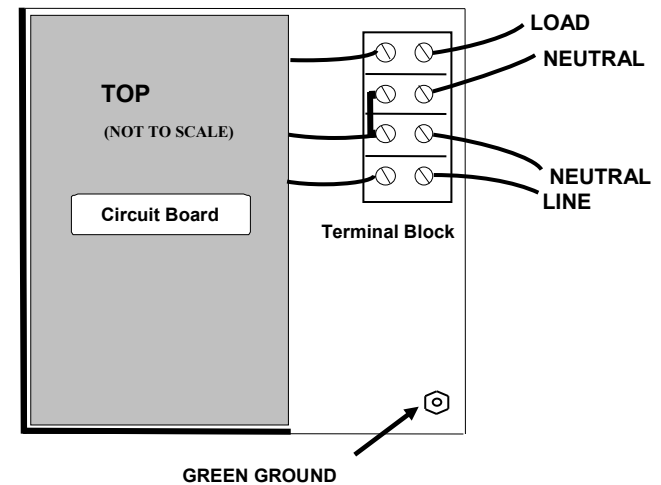 LOAD
NEUTRAL
TOP
(NOT TO SCALE)
NEUTRAL
LINE
Circuit Board
Terminal Block
GREEN GROUND